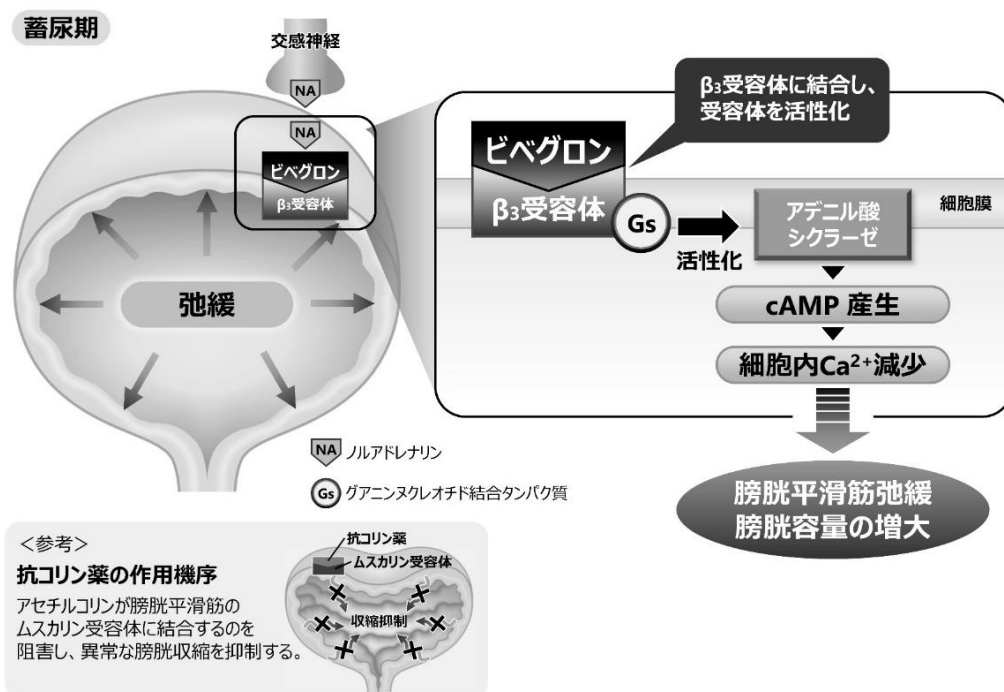 蓄尿期
交感神経
NA
NA
ビベグロン
β₃受容体
弛緩
β₃受容体に結合し、
受容体を活性化
ビベグロン
β₃受容体
Gs
活性化
アデニル酸
シクラーゼ
細胞膜
cAMP 産生
細胞内Ca²⁺減少
膀胱平滑筋弛緩
膀胱容量の増大
NA ノルアドレナリン
Gs グアニンヌクレオチド結合タンパク質
<参考>
抗コリン薬の作用機序
アセチルコリンが膀胱平滑筋の
ムスカリン受容体に結合するのを
阻害し、異常な膀胱収縮を抑制する。
抗コリン薬
ムスカリン受容体
収縮抑制